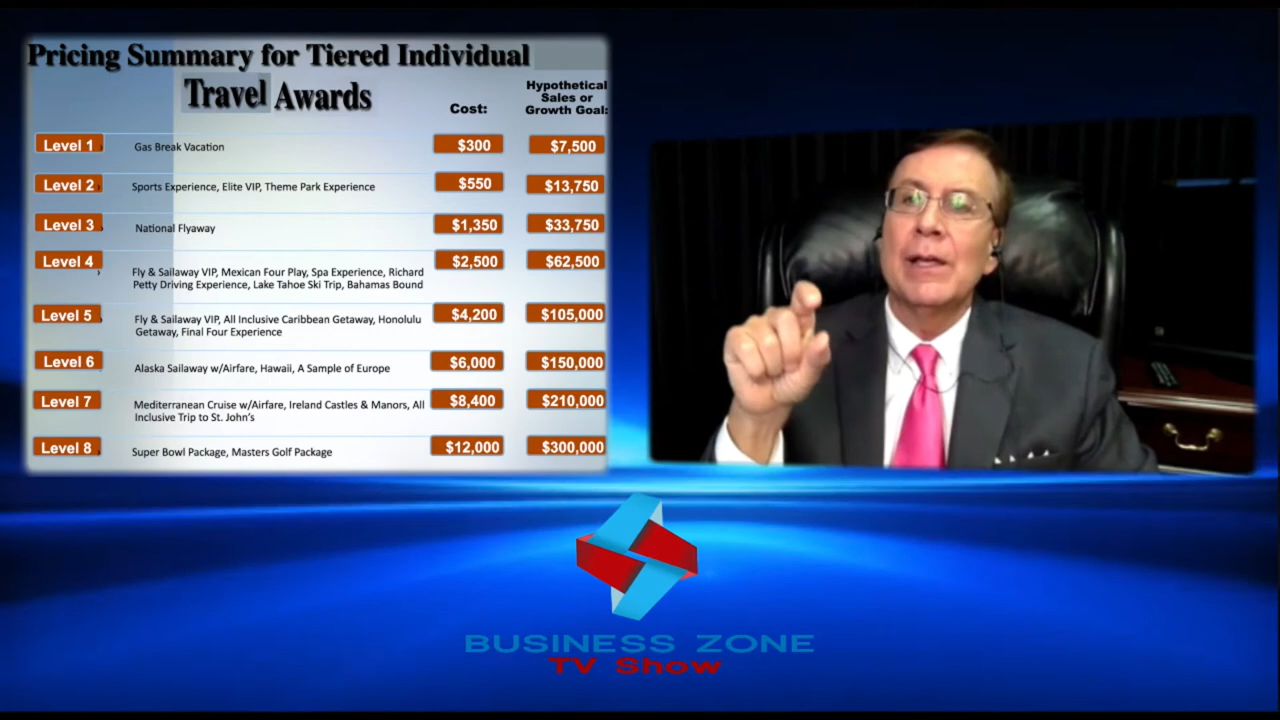 Pricing Summary for Tiered Individual
Travel Awards
Cost:
Hypothetical
Sales or
Growth Goal:
Level 1
Gas Break Vacation
$300
$7,500
Level 2
Sports Experience, Elite VIP, Theme Park Experience
$550
$13,750
Level 3
National Flyaway
$1,350
$33,750
Level 4
Fly & Sailaway VIP, Mexican Four Play, Spa Experience, Richard
Petty Driving Experience, Lake Tahoe Ski Trip, Bahamas Bound
$2,500
$62,500
Level 5
Fly & Sailaway VIP, All Inclusive Caribbean Getaway, Honolulu
Getaway, Final Four Experience
$4,200
$105,000
Level 6
Alaska Sailaway w/Airfare, Hawaii, A Sample of Europe
$6,000
$150,000
Level 7
Mediterranean Cruise w/Airfare, Ireland Castles & Manors, All
Inclusive Trip to St. John's
$8,400
$210,000
Level 8
Super Bowl Package, Masters Golf Package
$12,000
$300,000
BUSINESS ZONE
TV Show